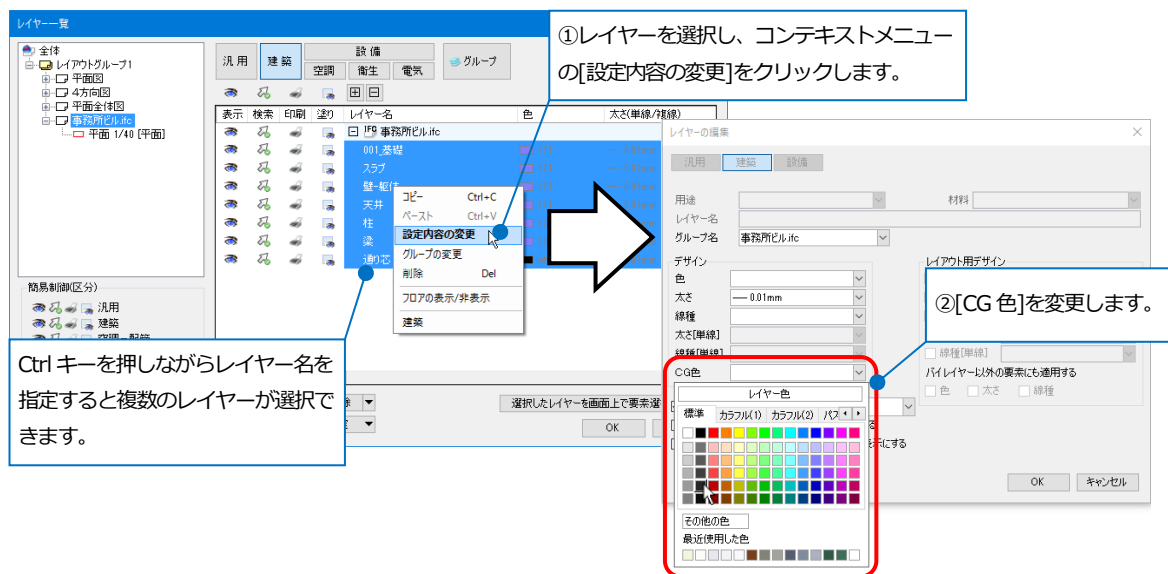 レイヤー一覧
全体
レイアウトグループ1
平面図
4方向図
平面全体図
事務所ビル.ifc
平面 1/40 [平面]
簡易制御(区分)
汎用
建築
汎用
建築
設備
空調
衛生
電気
グループ
表示 検索 印刷 塗り レイヤー名 色 太さ(単線/複線)
IFC 事務所ビル.ifc
001_基礎
スラブ
壁-躯体
天井
柱
梁
通り芯
コピー Ctrl+C
ペースト Ctrl+V
設定内容の変更
グループの変更
削除 Del
フロアの表示/非表示
建築
選択したレイヤーを画面上で要素選
OK
①レイヤーを選択し、コンテキストメニュー
の[設定内容の変更]をクリックします。
Ctrl キーを押しながらレイヤー名を
指定すると複数のレイヤーが選択で
きます。
レイヤーの編集
汎用
建築
設備
用途
材料
レイヤー名
グループ名 事務所ビル.ifc
デザイン
色
太さ 0.01mm
線種
太さ[単線]
線種[単線]
CG色
レイアウト用デザイン
線種[単線]
バイレイヤー以外の要素にも適用する
色 太さ 線種
②[CG 色]を変更します。
レイヤー色
標準 カラフル(1) カラフル(2) パス
その他の色
最近使用した色
表示にする
OK
キャンセル